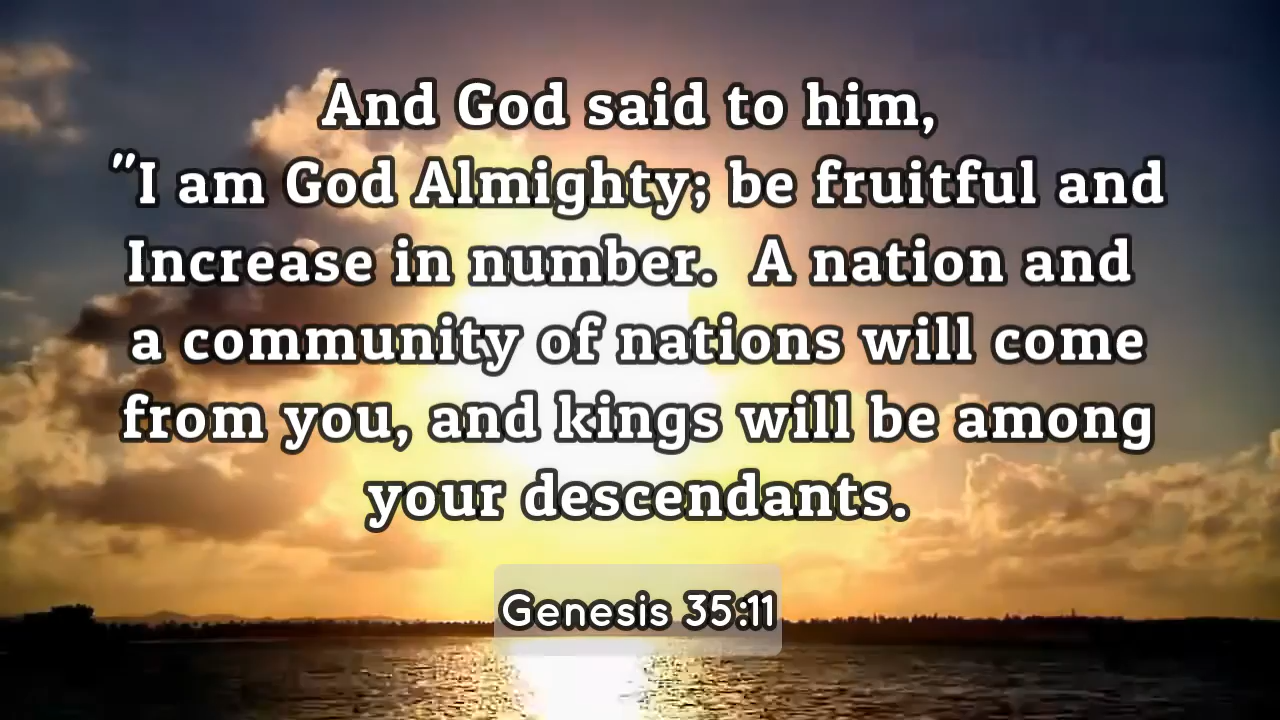 And God said to him,
"I am God Almighty; be fruitful and
Increase in number. A nation and
a community of nations will come
from you, and kings will be among
your descendants.
Genesis 35:11